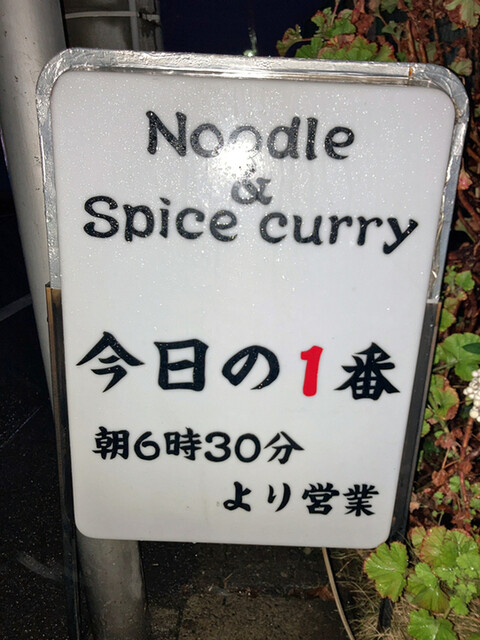 Noodle
&
Spice curry
今日の1番
朝6時30分
より営業